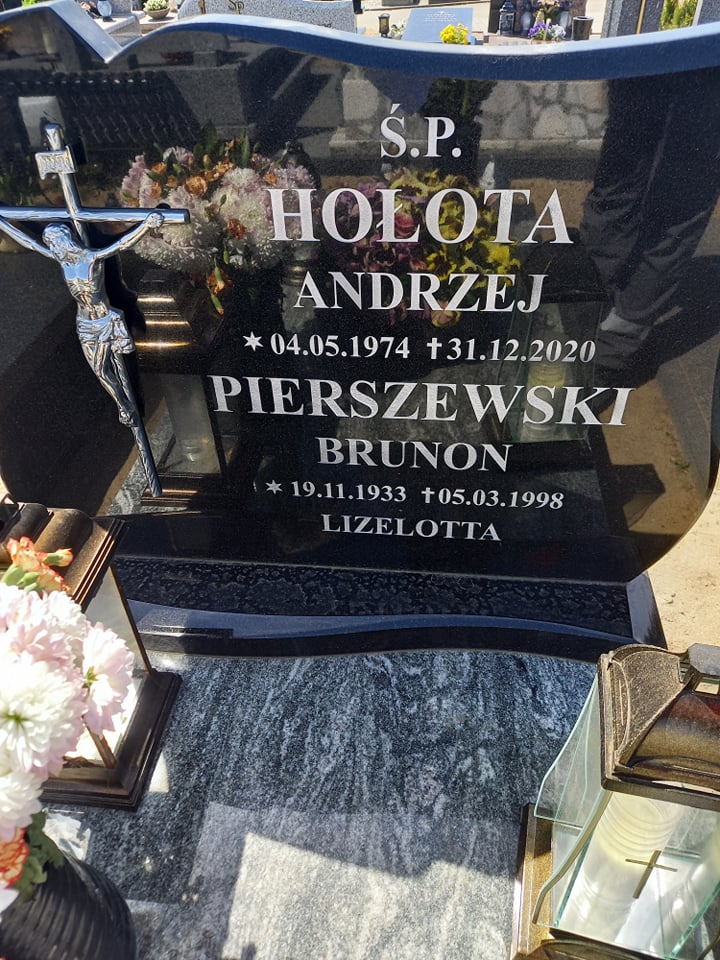 Ś.P.
HOŁOTA
ANDRZEJ
✶ 04.05.1974 ✝ 31.12.2020
PIERSZEWSKI
BRUNON
✶ 19.11.1933 ✝ 05.03.1998
LIZELOTTA